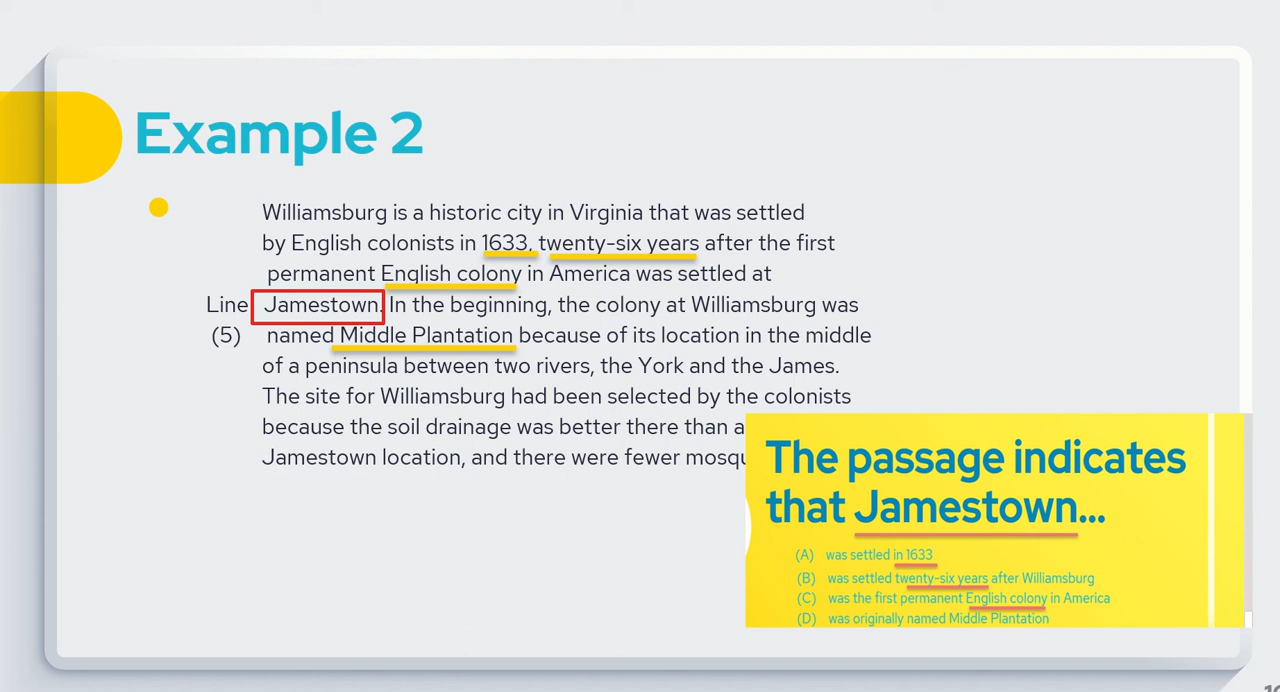 Example 2
Williamsburg is a historic city in Virginia that was settled
by English colonists in 1633, twenty-six years after the first
permanent English colony in America was settled at
Line Jamestown. In the beginning, the colony at Williamsburg was
(5) named Middle Plantation because of its location in the middle
of a peninsula between two rivers, the York and the James.
The site for Williamsburg had been selected by the colonists
because the soil drainage was better there than
Jamestown location, and there were fewer
The passage indicates
that Jamestown...
(A) was settled in 1633
(B) was settled twenty-six years after Williamsburg
(C) was the first permanent English colony in America
(D) was originally named Middle Plantation